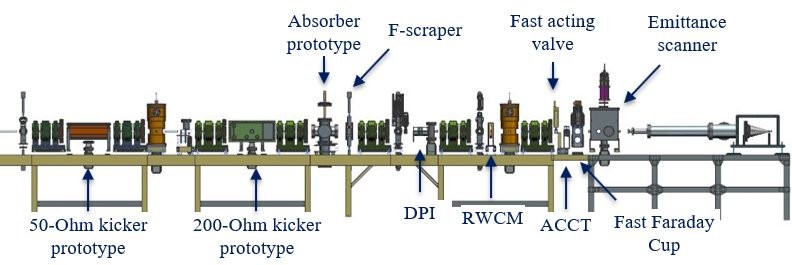 Absorber
prototype
F-scraper
Fast acting
valve
Emittance
scanner
50-Ohm kicker
prototype
200-Ohm kicker
prototype
DPI
RWCM
ACCT
Fast Faraday
Cup